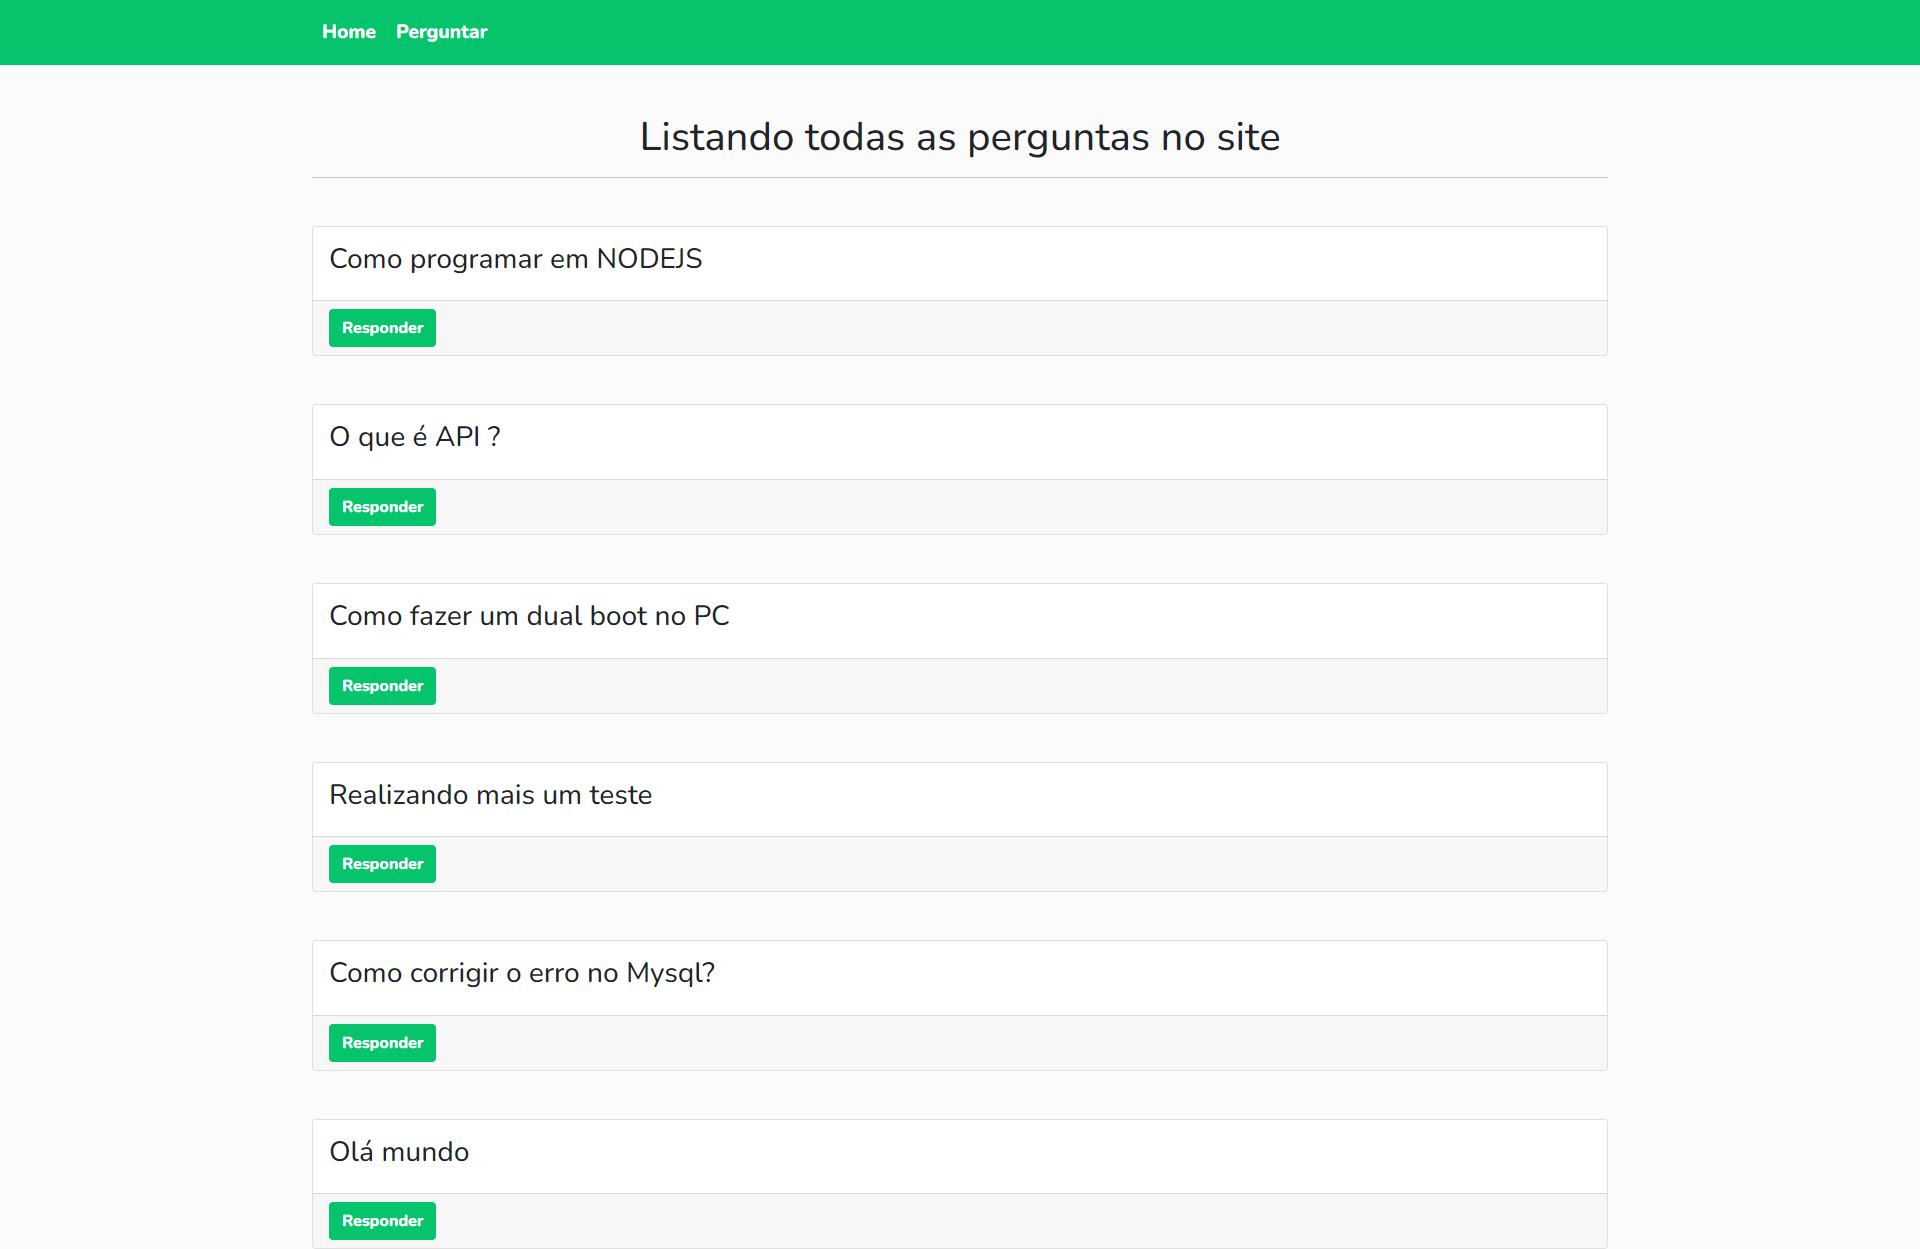 Home Perguntar
Listando todas as perguntas no site
Como programar em NODEJS
Responder
O que é API ?
Responder
Como fazer um dual boot no PC
Responder
Realizando mais um teste
Responder
Como corrigir o erro no Mysql?
Responder
Olá mundo
Responder